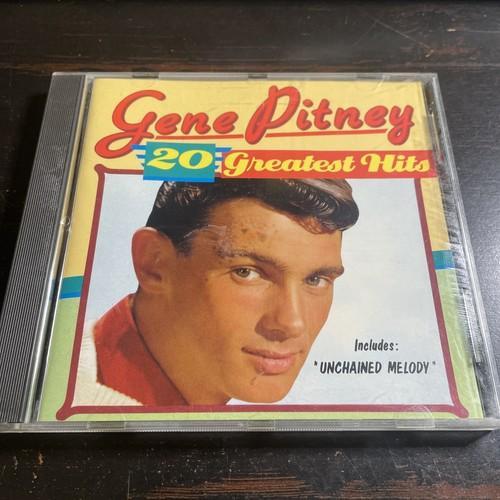 Gene Pitney
20 Greatest Hits
Includes:
"UNCHAINED MELODY"